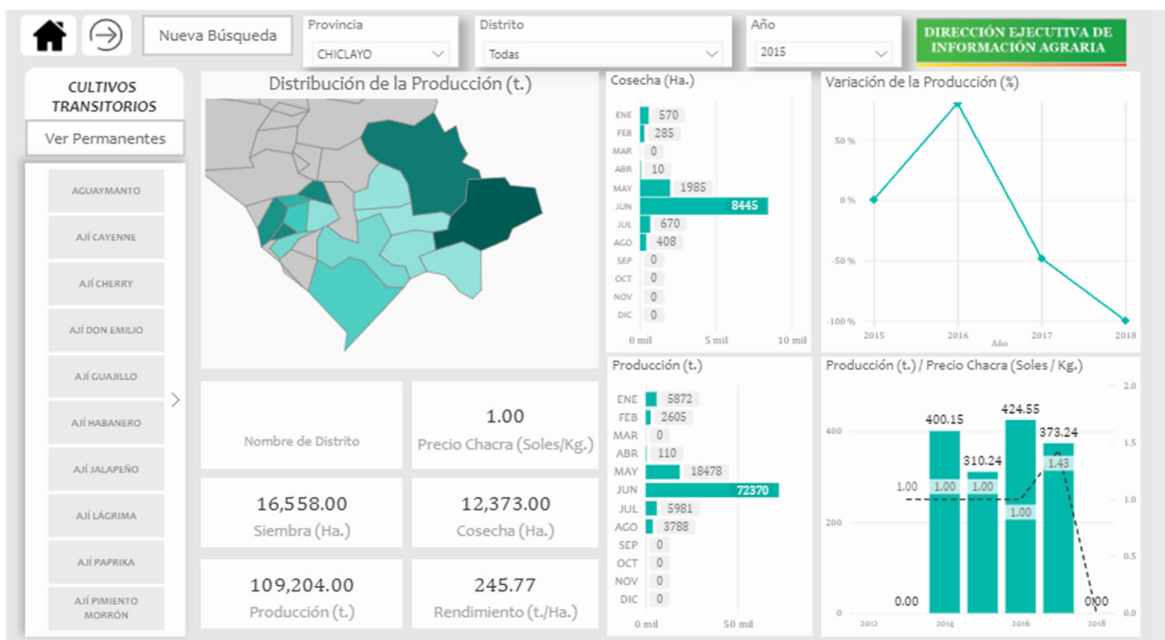 Nueva Búsqueda
Provincia
CHICLAYO
Distrito
Todas
Año
2015
DIRECCIÓN EJECUTIVA DE
INFORMACIÓN AGRARIA
CULTIVOS
TRANSITORIOS
Ver Permanentes
AGUAYMANTO
AJÍ CAYENNE
AJÍ CHERRY
AJÍ DON EMILIO
AJÍ GUAJILLO
AJÍ HABANERO
AJÍ JALAPEÑO
AJÍ LÁGRIMA
AJÍ PAPRIKA
AJÍ PIMIENTO
MORRÓN
Distribución de la Producción (t.)
Nombre de Distrito
1.00
Precio Chacra (Soles/Kg.)
16,558.00
Siembra (Ha.)
12,373.00
Cosecha (Ha.)
109,204.00
Producción (t.)
245.77
Rendimiento (t./Ha.)
Cosecha (Ha.)
ENE 570
FEB 285
MAR 0
ABR 10
MAY 1985
JUN 8445
JUL 670
AGO 408
SEP 0
OCT 0
NOV 0
DIC 0
0 mil 5 mil 10 mil
Producción (t.)
ENE 5872
FEB 2605
MAR 0
ABR 110
MAY 18478
JUN 72370
JUL 5981
AGO 3788
SEP 0
OCT 0
NOV 0
DIC 0
0 mil 50 mil
Variación de la Producción (%)
50 %
0 %
-50 %
-100 %
2015 2016 2017 2018
Año
Producción (t.) / Precio Chacra (Soles / Kg.)
2.0
424.55
400.15
373.24
400
1.5
310.24
1.43
1.00 1.00 1.00
1.0
1.00
200
0.5
0.00
0.00
0
0.0
2012 2014 2016 2018